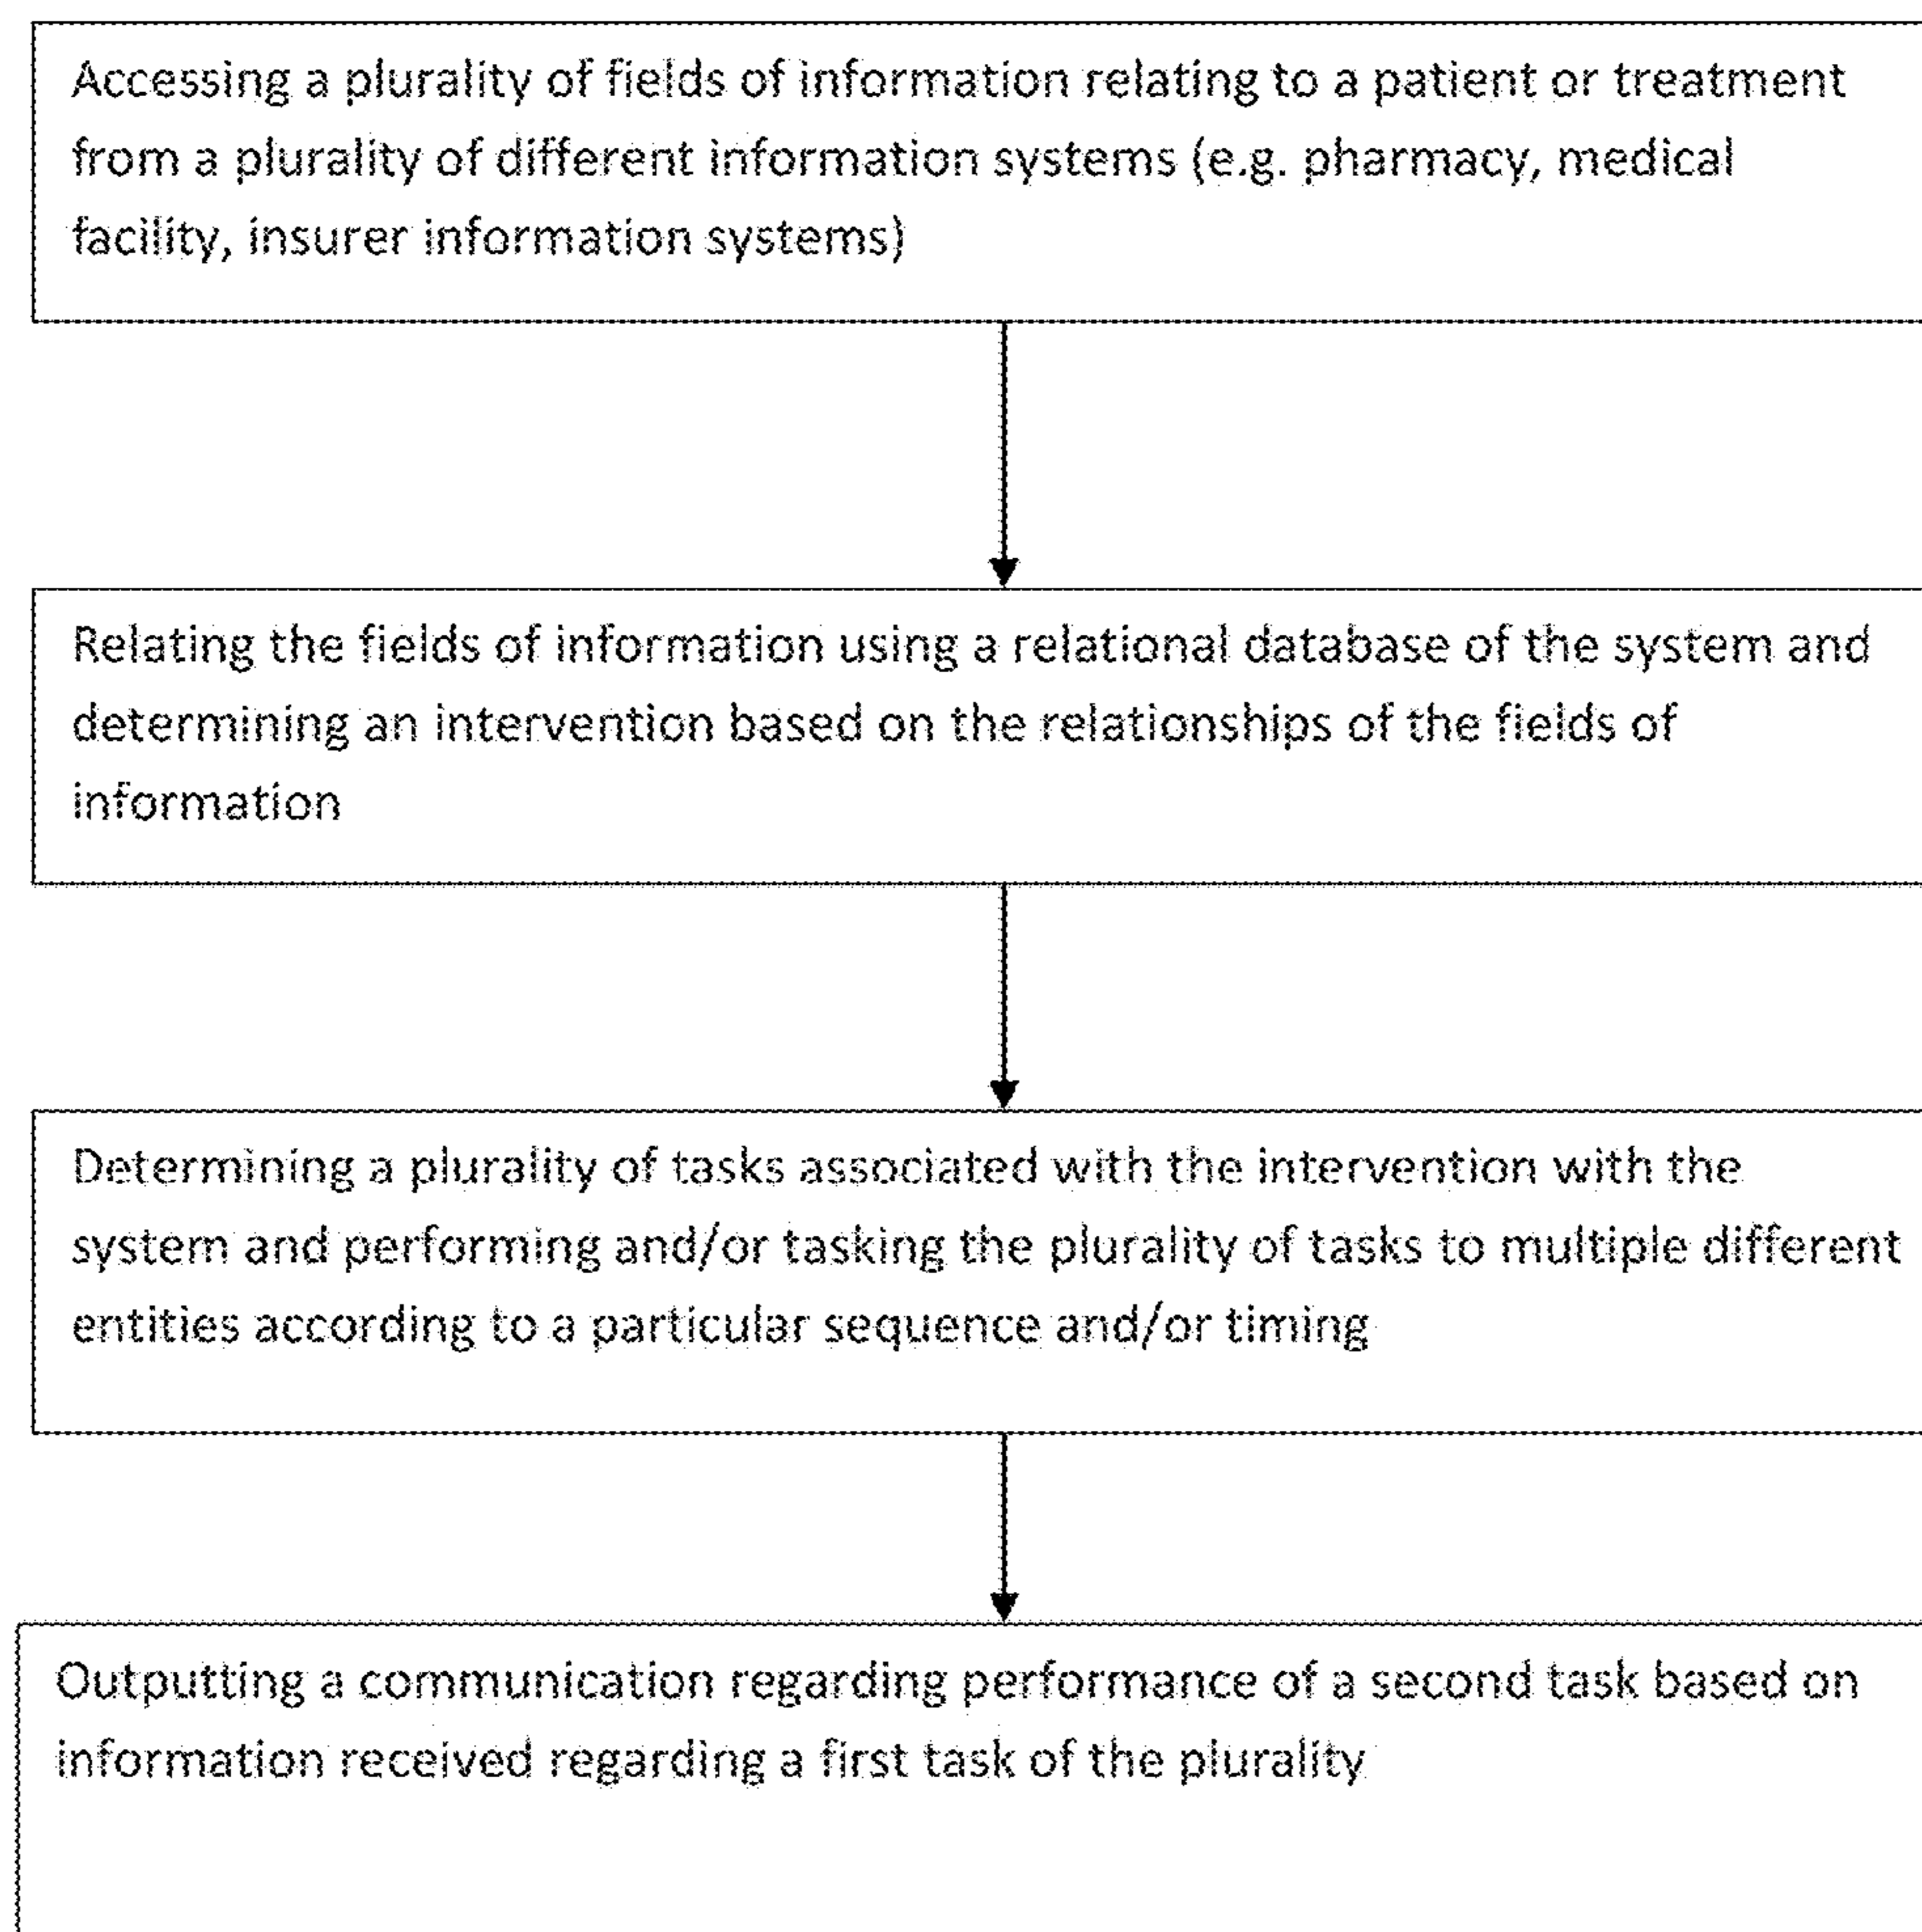 Accessing a plurality of fields of information relating to a patient or treatment
from a plurality of different information systems (e.g. pharmacy, medical
facility, insurer information systems)
Relating the fields of information using a relational database of the system and
determining an intervention based on the relationships of the fields of
information
Determining a plurality of tasks associated with the intervention with the
system and performing and/or tasking the plurality of tasks to multiple different
entities according to a particular sequence and/or timing
Outputting a communication regarding performance of a second task based on
information received regarding a first task of the plurality